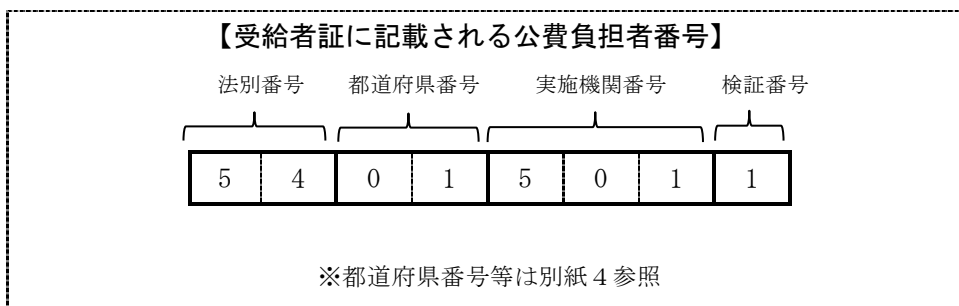 【受給者証に記載される公費負担者番号】
法別番号 都道府県番号 実施機関番号 検証番号
5 4 0 1 5 0 1 1
※都道府県番号等は別紙4参照